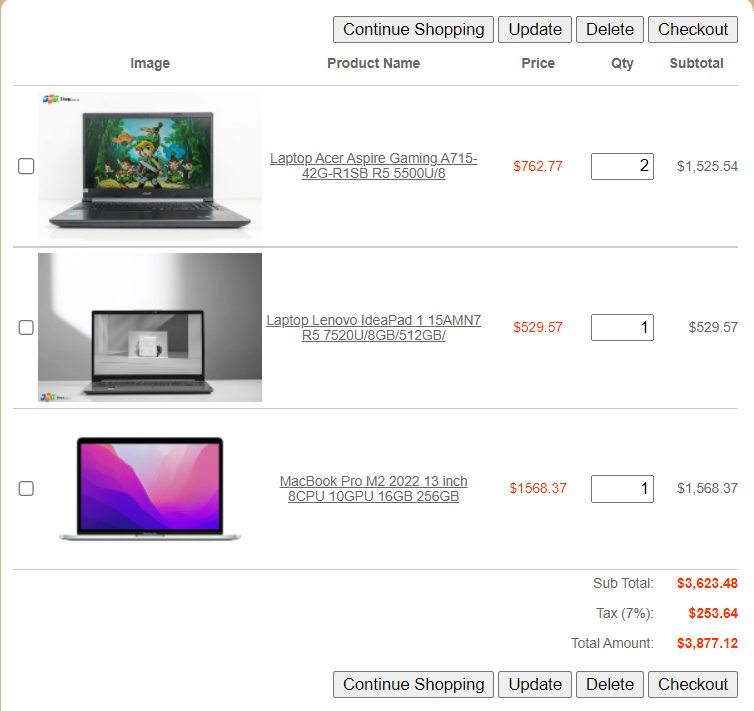 Continue Shopping Update Delete Checkout
Image Product Name Price Qty Subtotal
Laptop Acer Aspire Gaming A715-
42G-R1SB R5 5500U/8
$762.77 2 $1,525.54
Laptop Lenovo IdeaPad 1 15AMN7
R5 7520U/8GB/512GB/
$529.57 1 $529.57
MacBook Pro M2 2022 13 inch
8CPU 10GPU 16GB 256GB
$1568.37 1 $1,568.37
Sub Total: $3,623.48
Tax (7%): $253.64
Total Amount: $3,877.12
Continue Shopping Update Delete Checkout